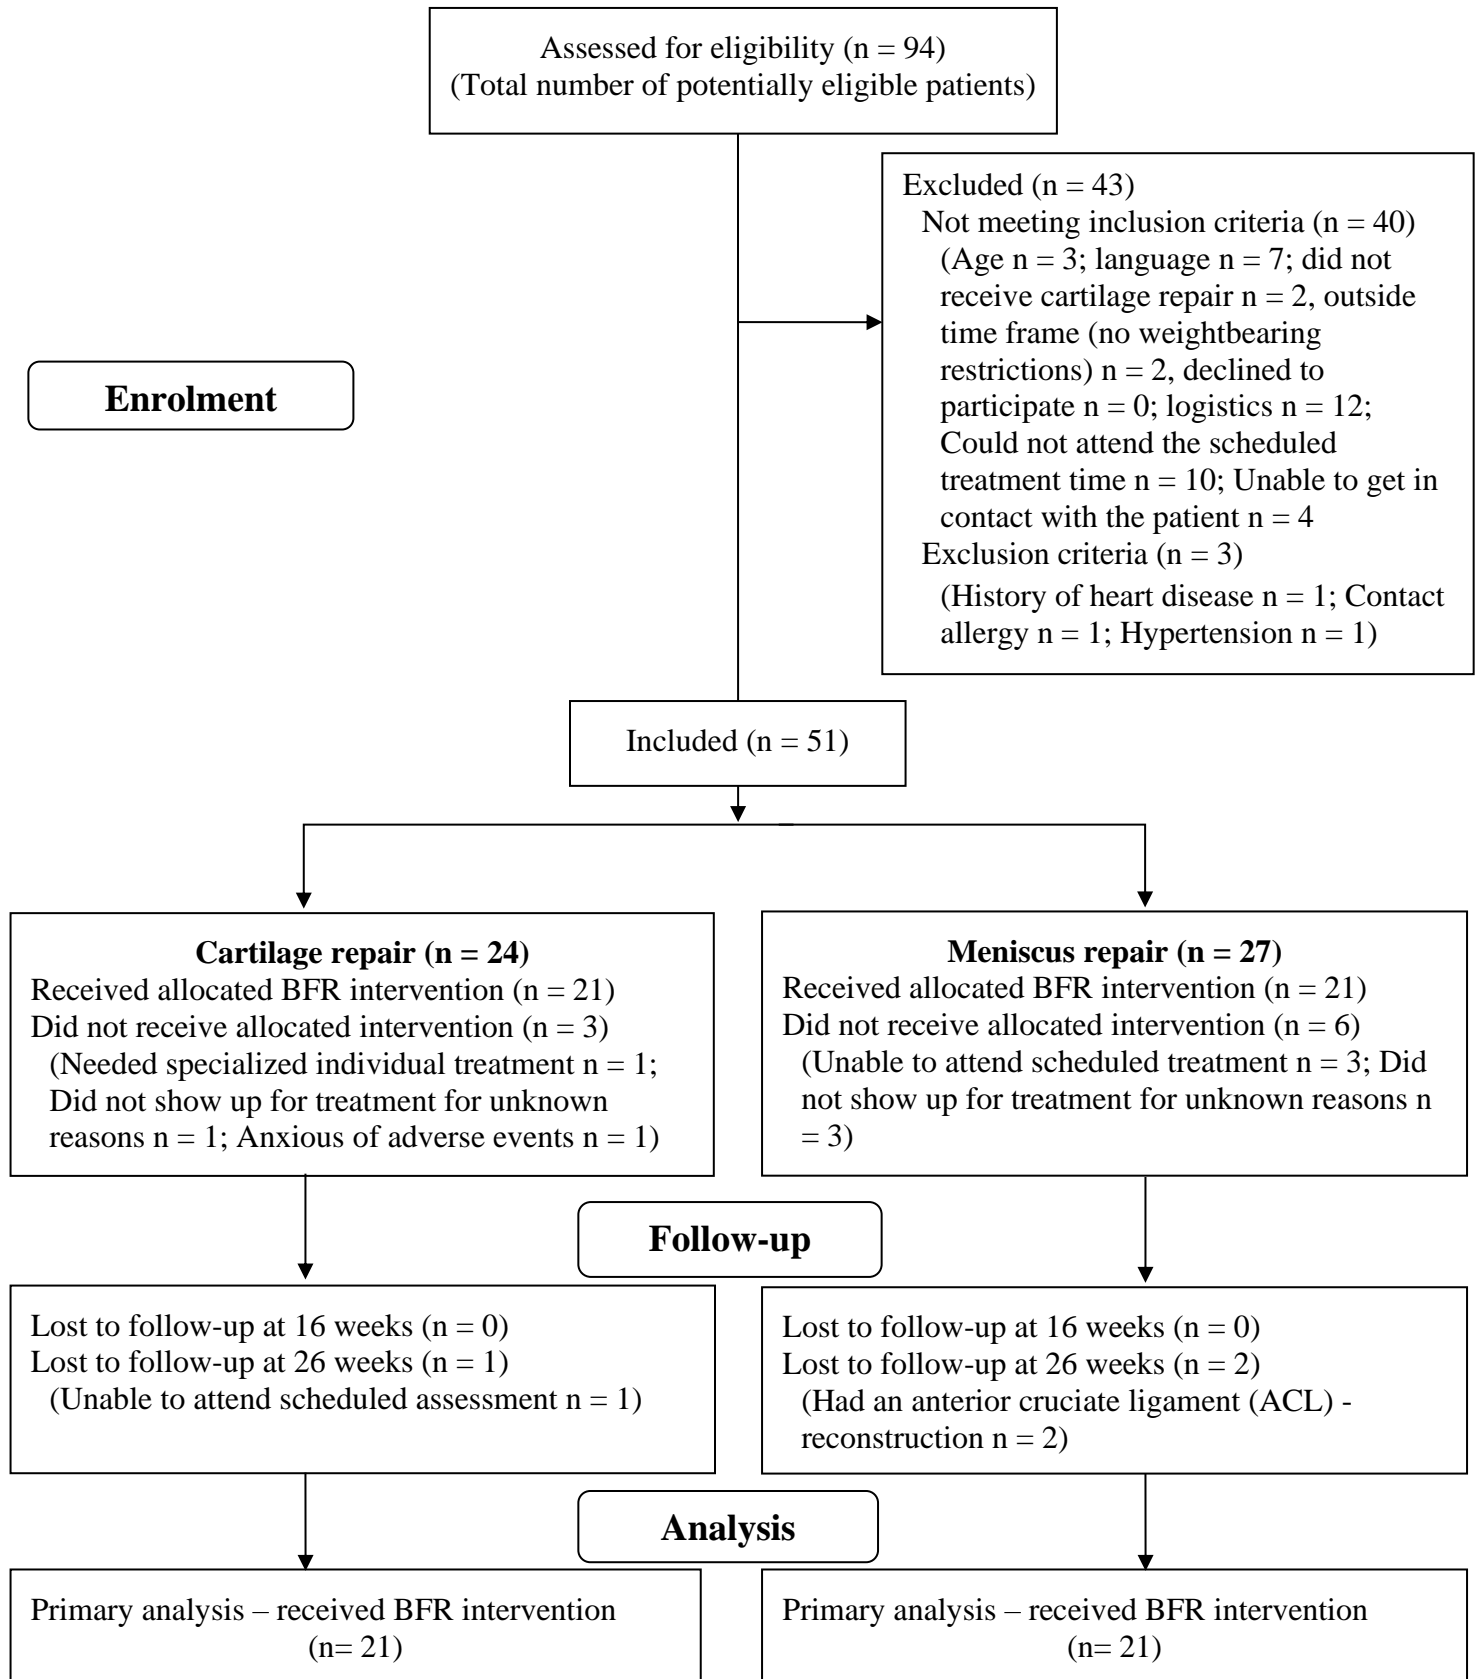 Assessed for eligibility (n = 94)
(Total number of potentially eligible patients)
Excluded (n = 43)
Not meeting inclusion criteria (n = 40)
(Age n = 3; language n = 7; did not
receive cartilage repair n = 2, outside
time frame (no weightbearing
restrictions) n = 2, declined to
participate n = 0; logistics n = 12;
Could not attend the scheduled
treatment time n = 10; Unable to get in
contact with the patient n = 4
Exclusion criteria (n = 3)
(History of heart disease n = 1; Contact
allergy n = 1; Hypertension n = 1)
Enrolment
Included (n = 51)
Cartilage repair (n = 24)
Received allocated BFR intervention (n = 21)
Did not receive allocated intervention (n = 3)
(Needed specialized individual treatment n = 1;
Did not show up for treatment for unknown
reasons n = 1; Anxious of adverse events n = 1)
Meniscus repair (n = 27)
Received allocated BFR intervention (n = 21)
Did not receive allocated intervention (n = 6)
(Unable to attend scheduled treatment n = 3; Did
not show up for treatment for unknown reasons n
= 3)
Follow-up
Lost to follow-up at 16 weeks (n = 0)
Lost to follow-up at 26 weeks (n = 1)
(Unable to attend scheduled assessment n = 1)
Lost to follow-up at 16 weeks (n = 0)
Lost to follow-up at 26 weeks (n = 2)
(Had an anterior cruciate ligament (ACL) -
reconstruction n = 2)
Analysis
Primary analysis – received BFR intervention
(n= 21)
Primary analysis – received BFR intervention
(n= 21)